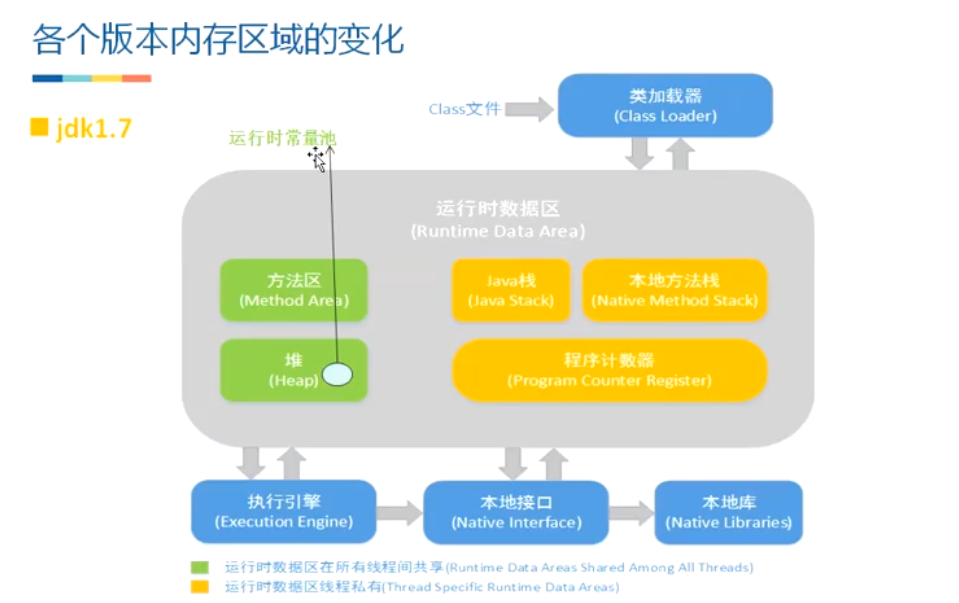 各个版本内存区域的变化
jdk1.7
运行时常量池
Class文件
类加载器
(Class Loader)
运行时数据区
(Runtime Data Area)
方法区
(Method Area)
Java栈
(Java Stack)
本地方法栈
(Native Method Stack)
堆
(Heap)
程序计数器
(Program Counter Register)
执行引擎
(Execution Engine)
本地接口
(Native Interface)
本地库
(Native Libraries)
运行时数据区在所有线程间共享(Runtime Data Areas Shared Among All Threads)
运行时数据区线程私有(Thread Specific Runtime Data Areas)